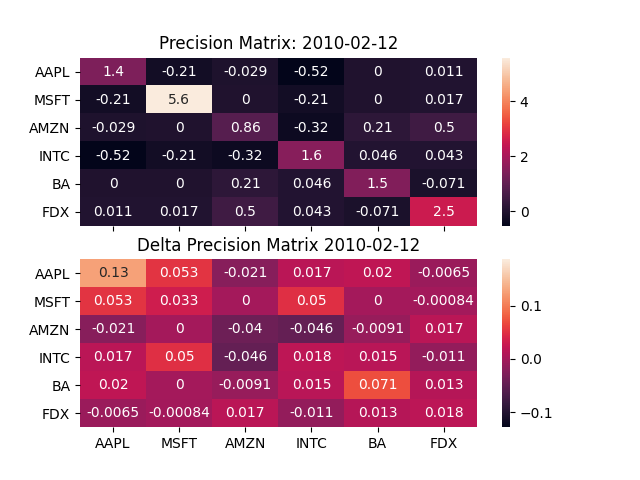 Precision Matrix: 2010-02-12
AAPL 1.4 -0.21 -0.029 -0.52 0 0.011
MSFT -0.21 5.6 0 -0.21 0 0.017
AMZN -0.029 0 0.86 -0.32 0.21 0.5
INTC -0.52 -0.21 -0.32 1.6 0.046 0.043
BA 0 0 0.21 0.046 1.5 -0.071
FDX 0.011 0.017 0.5 0.043 -0.071 2.5
4
2
0
Delta Precision Matrix 2010-02-12
AAPL 0.13 0.053 -0.021 0.017 0.02 -0.0065
MSFT 0.053 0.033 0 0.05 0 -0.00084
AMZN -0.021 0 -0.04 -0.046 -0.0091 0.017
INTC 0.017 0.05 -0.046 0.018 0.015 -0.011
BA 0.02 0 -0.0091 0.015 0.071 0.013
FDX -0.0065 -0.00084 0.017 -0.011 0.013 0.018
AAPL MSFT AMZN INTC BA FDX
0.1
0.0
−0.1